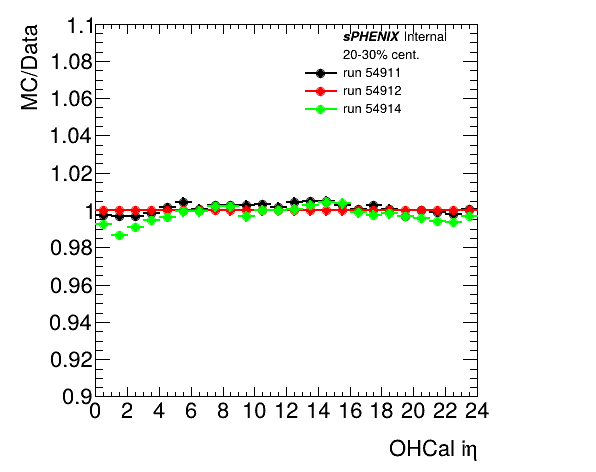 MC/Data
1.1
1.08
1.06
1.04
1.02
1
0.98
0.96
0.94
0.92
0.9
sPHENIX Internal
20-30% cent.
run 54911
run 54912
run 54914
0 2 4 6 8 10 12 14 16 18 20 22 24
OHCal iη